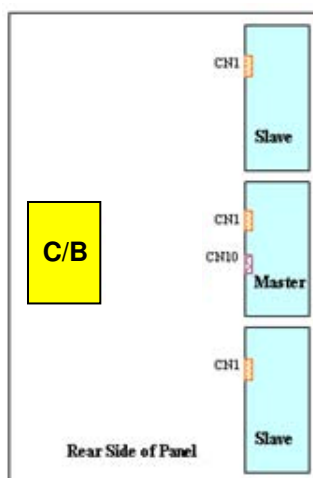 CN1
Slave
CN1
C/B
CN10
Master
CN1
Slave
Rear Side of Panel